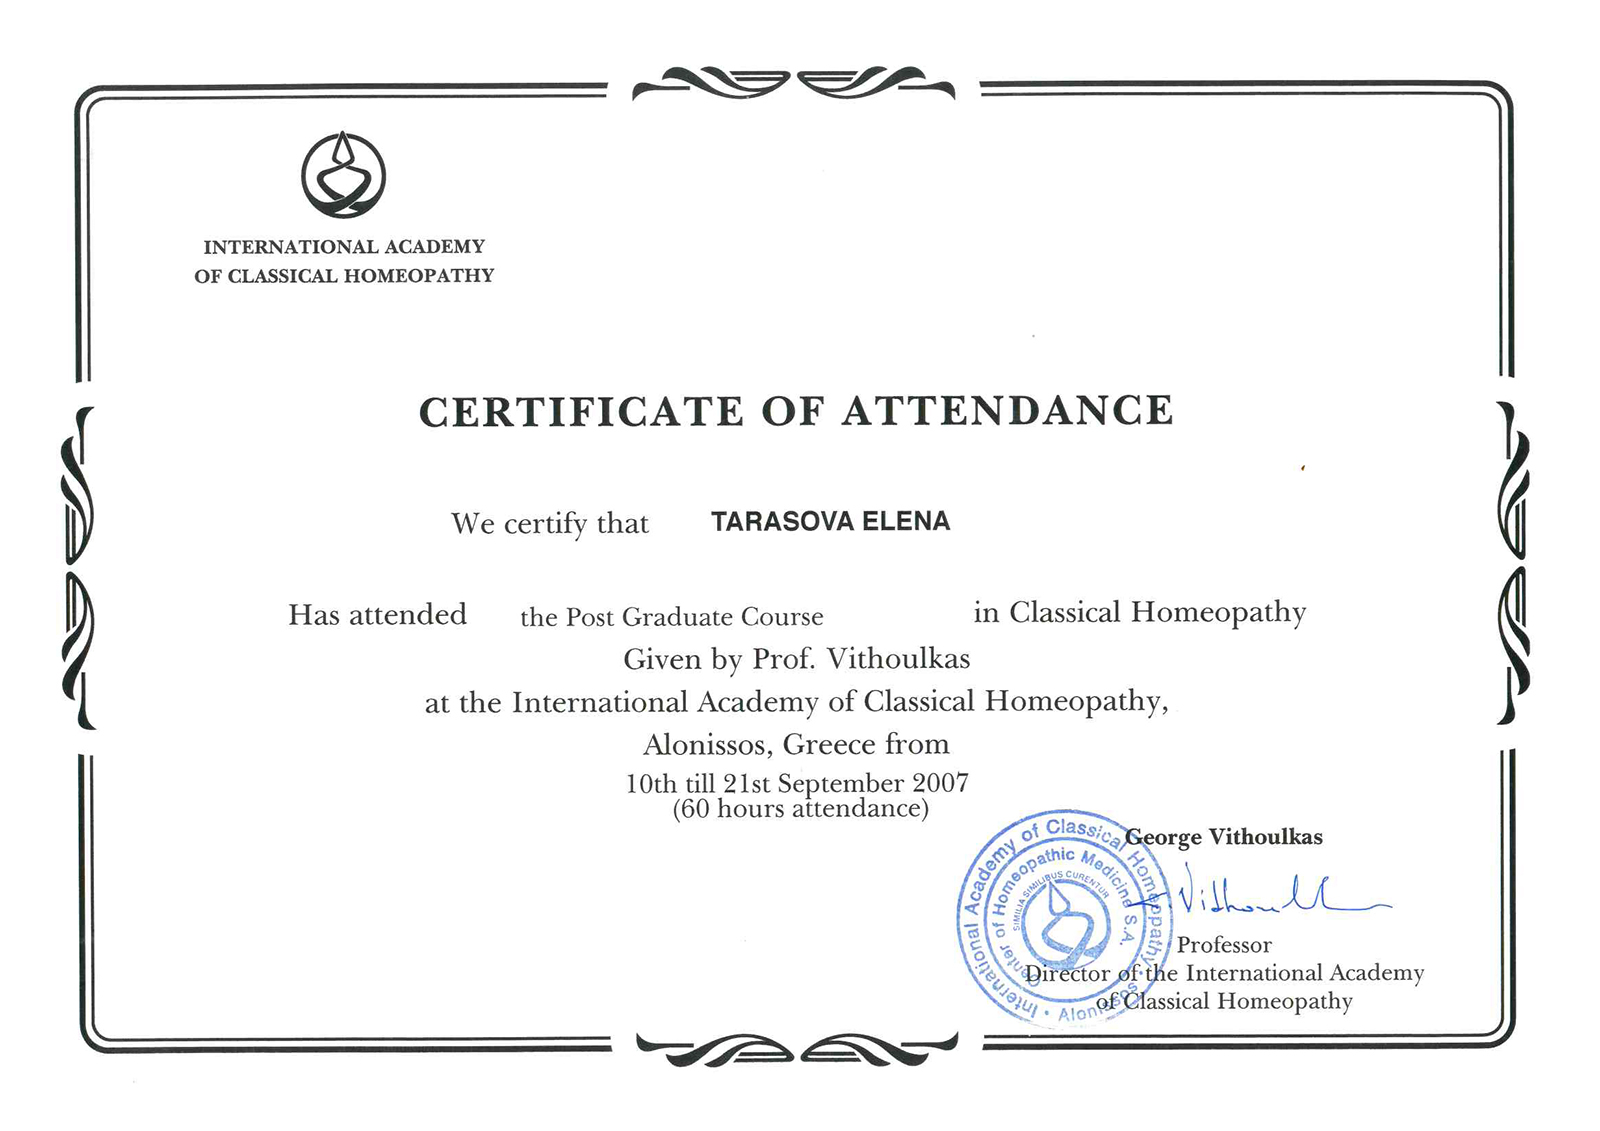 INTERNATIONAL ACADEMY
OF CLASSICAL HOMEOPATHY
CERTIFICATE OF ATTENDANCE
We certify that TARASOVA ELENA
Has attended the Post Graduate Course in Classical Homeopathy
Given by Prof. Vithoulkas
at the International Academy of Classical Homeopathy,
Alonissos, Greece from
10th till 21st September 2007
(60 hours attendance)
George Vithoulkas
G. Vithoulkas
Professor
Director of the International Academy
of Classical Homeopathy
International Academy of Classical Homeopathy · Alonissos ·
Center of Homeopathic Medicine S.A.
SIMILIA SIMILIBUS CURENTUR